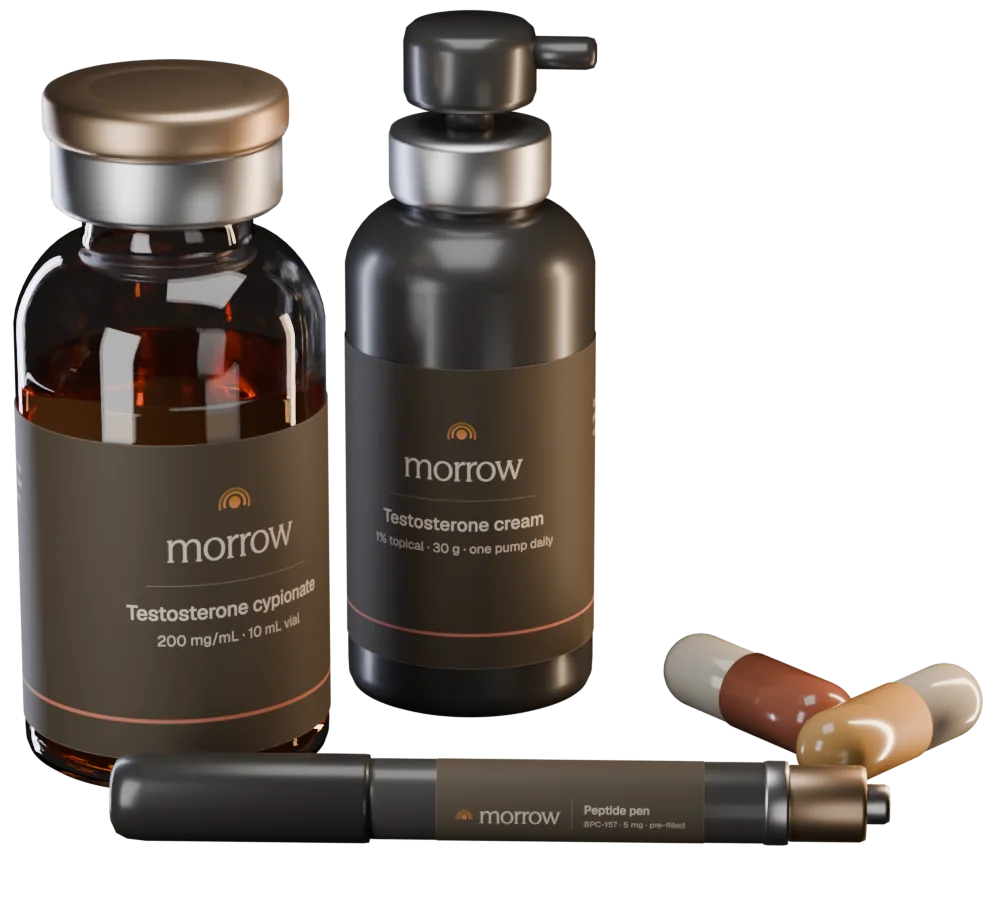 morrow
Testosterone cypionate
200 mg/mL · 10 mL vial
morrow
Testosterone cream
1% topical · 30 g · one pump daily
morrow
Peptide pen
BPC-157 · 5 mg · pre-filled